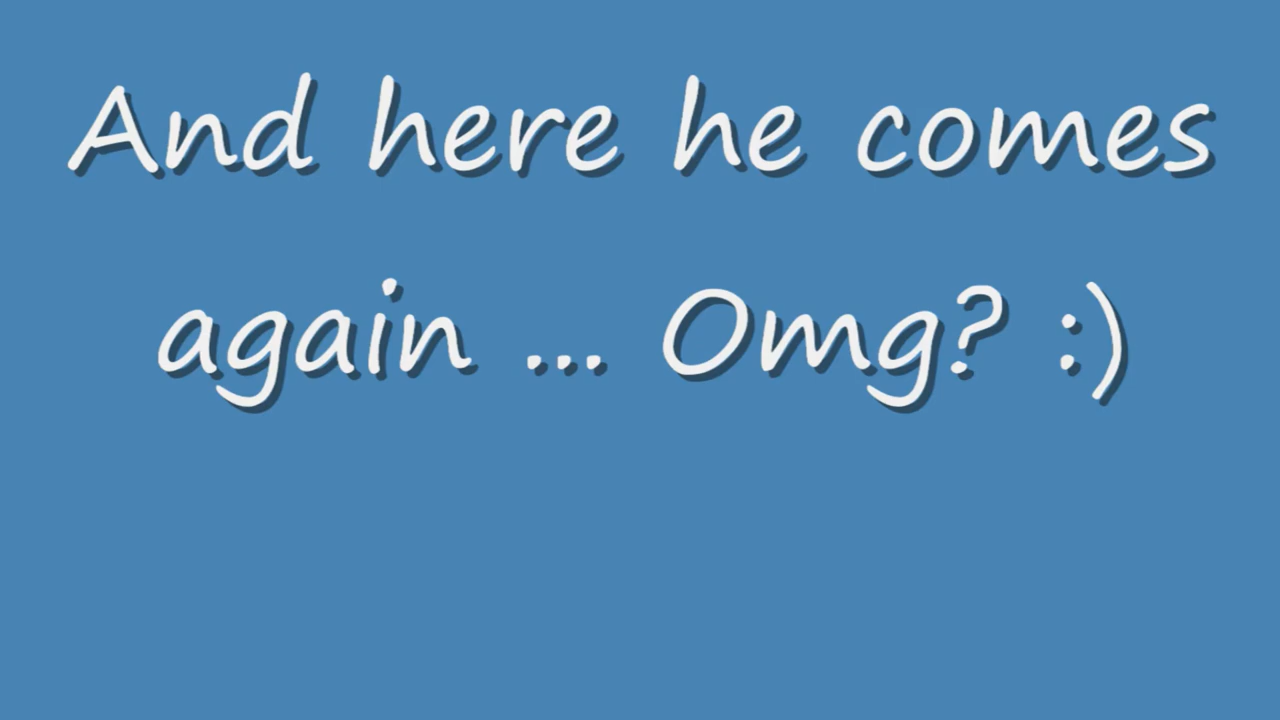 And here he comes
again ... Omg? :)